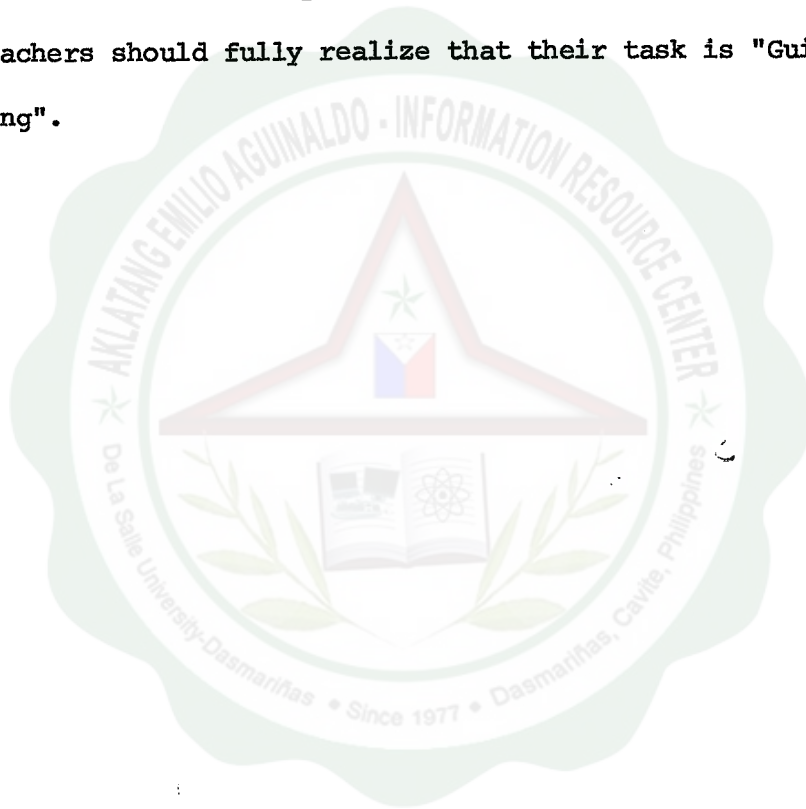 achers should fully realize that their task is "Gui
ng".
AKLATANG EMILIO AGUINALDO - INFORMATION RESOURCE CENTER
De La Salle University-Dasmariñas • Since 1977 • Dasmariñas, Cavite, Philippines